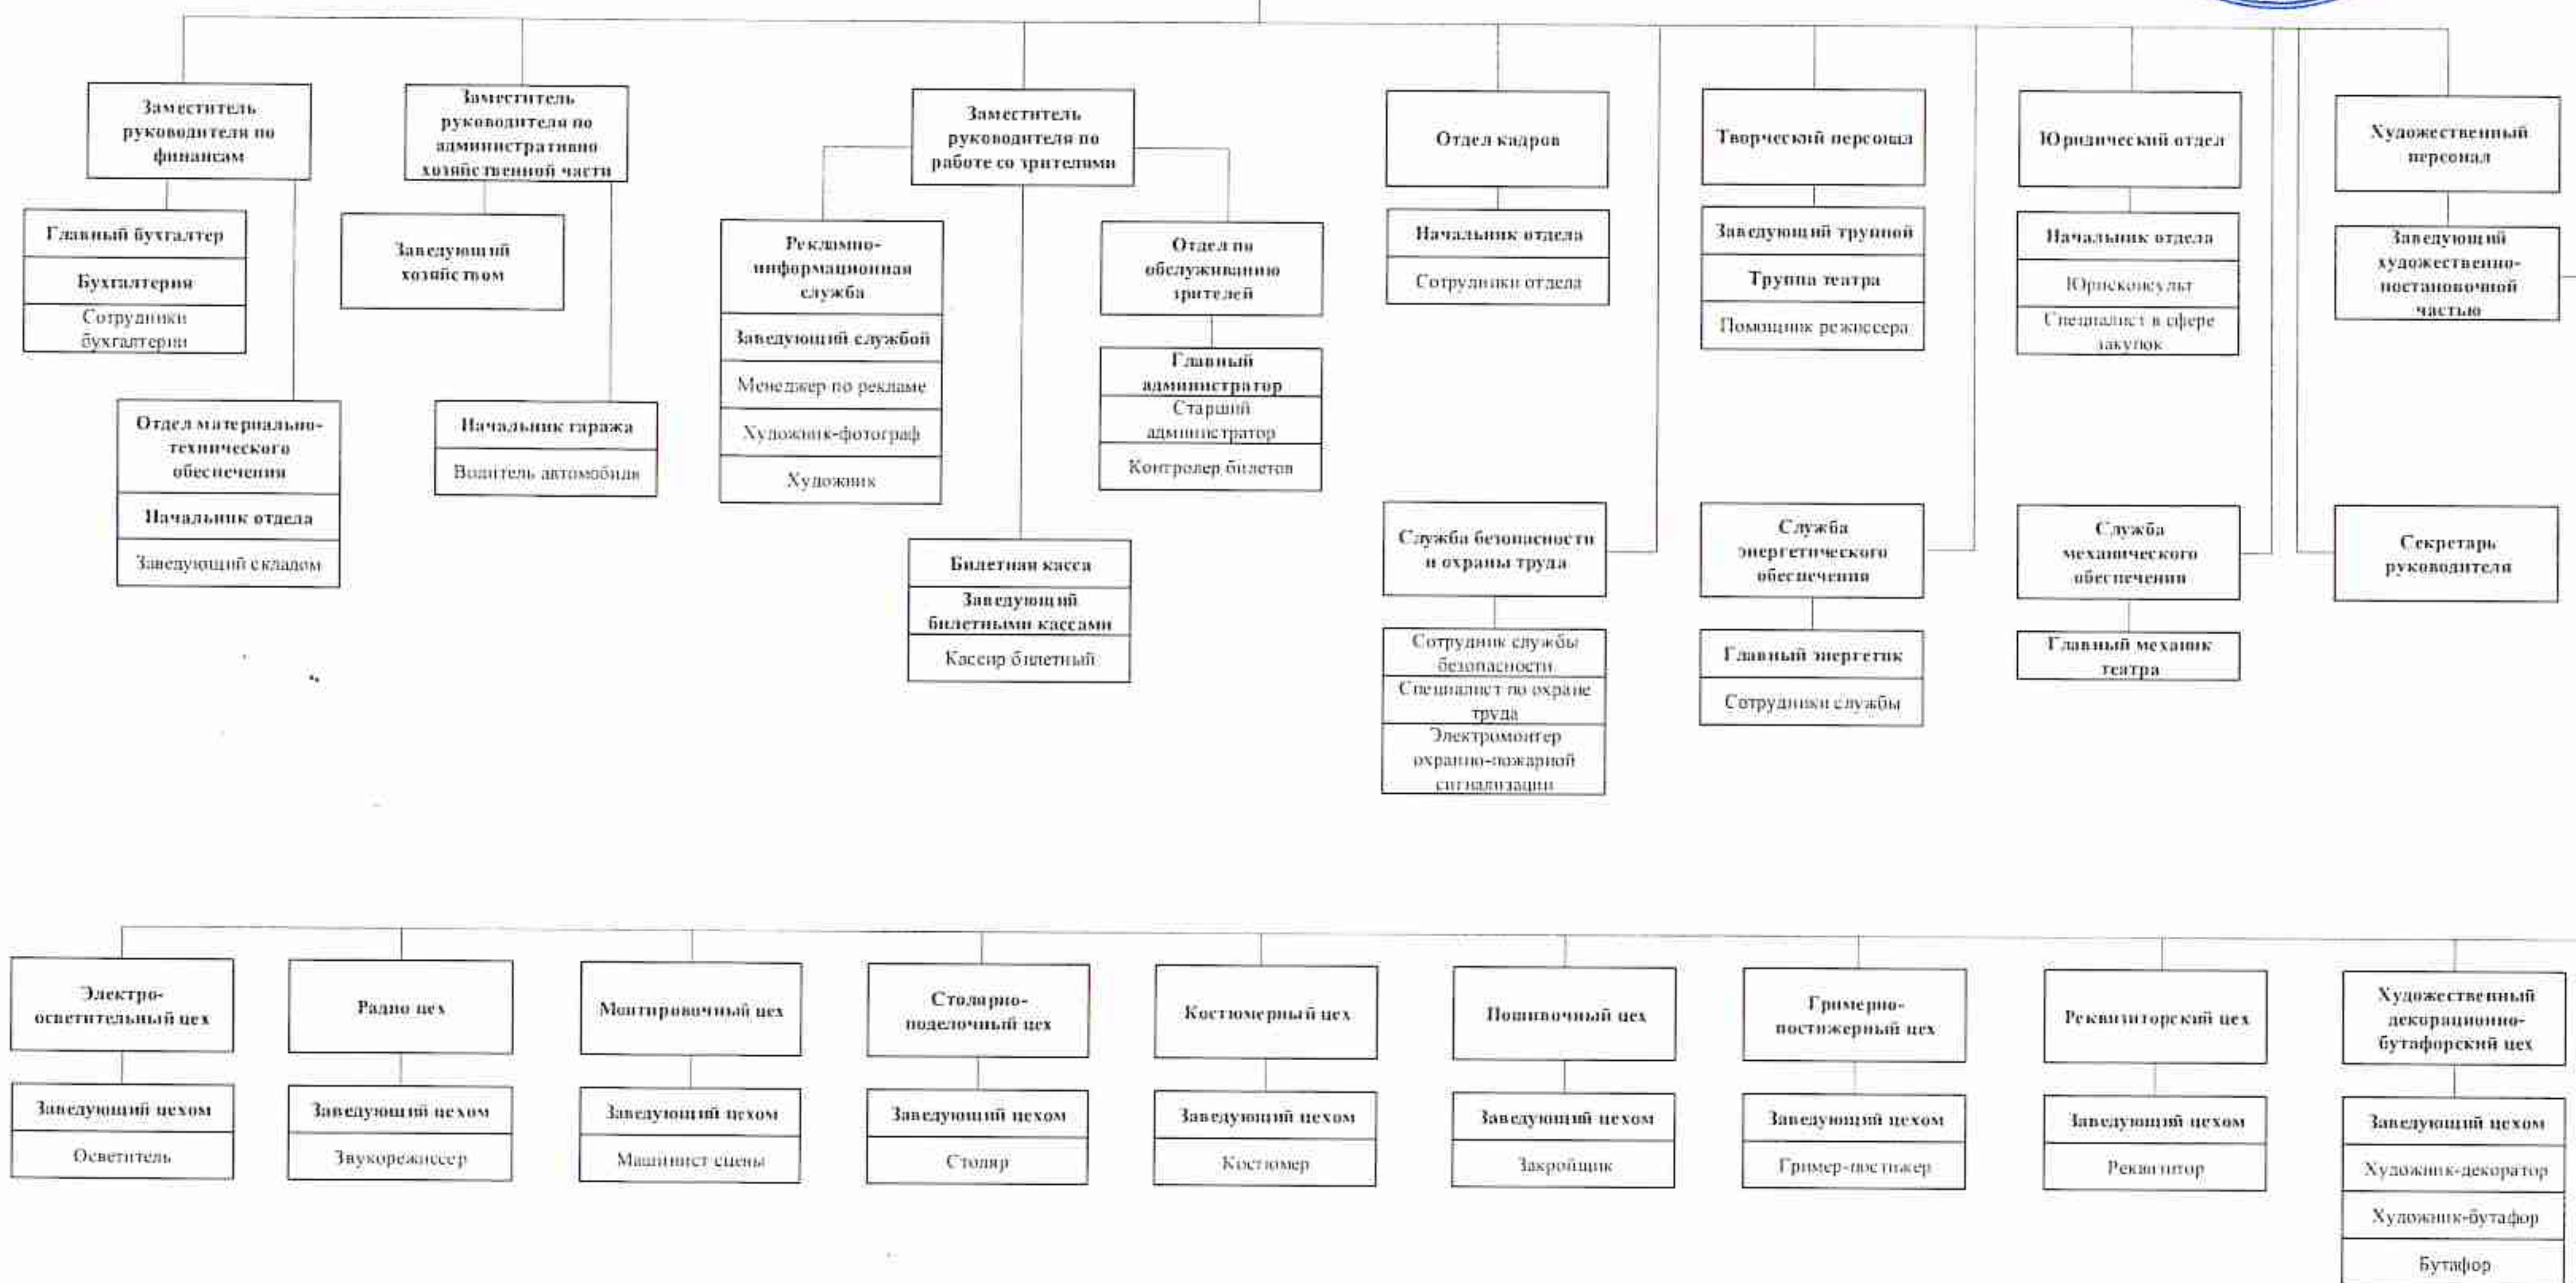 Заместитель
руководителя по
финансам
Главный бухгалтер
Бухгалтерия
Сотрудники
бухгалтерии
Отдел материально-
технического
обеспечения
Начальник отдела
Заведующий складом
Заместитель
руководителя по
административно
хозяйственной части
Заведующий
хозяйством
Начальник гаража
Водитель автомобиля
Заместитель
руководителя по
работе со зрителями
Рекламно-
информационная
служба
Заведующий службой
Менеджер по рекламе
Художник-фотограф
Художник
Билетная касса
Заведующий
билетными кассами
Кассир билетный
Отдел по
обслуживанию
зрителей
Главный
администратор
Старший
администратор
Контролер билетов
Отдел кадров
Начальник отдела
Сотрудники отдела
Служба безопасности
и охраны труда
Сотрудник службы
безопасности
Специалист по охране
труда
Электромонтер
охранно-пожарной
сигнализации
Творческий персонал
Заведующий труппой
Труппа театра
Помощник режиссера
Служба
энергетического
обеспечения
Главный энергетик
Сотрудники службы
Юридический отдел
Начальник отдела
Юрисконсульт
Специалист в сфере
закупок
Служба
механического
обеспечения
Главный механик
театра
Художественный
персонал
Заведующий
художественно-
постановочной
частью
Секретарь
руководителя
Электро-
осветительный цех
Заведующий цехом
Осветитель
Радио цех
Заведующий цехом
Звукорежиссер
Монтировочный цех
Заведующий цехом
Машинист сцены
Столярно-
поделочный цех
Заведующий цехом
Столяр
Костюмерный цех
Заведующий цехом
Костюмер
Пошивочный цех
Заведующий цехом
Закройщик
Гримерно-
постижерный цех
Заведующий цехом
Гример-постижер
Реквизиторский цех
Заведующий цехом
Реквизитор
Художественный
декорационно-
бутафорский цех
Заведующий цехом
Художник-декоратор
Художник-бутафор
Бутафор